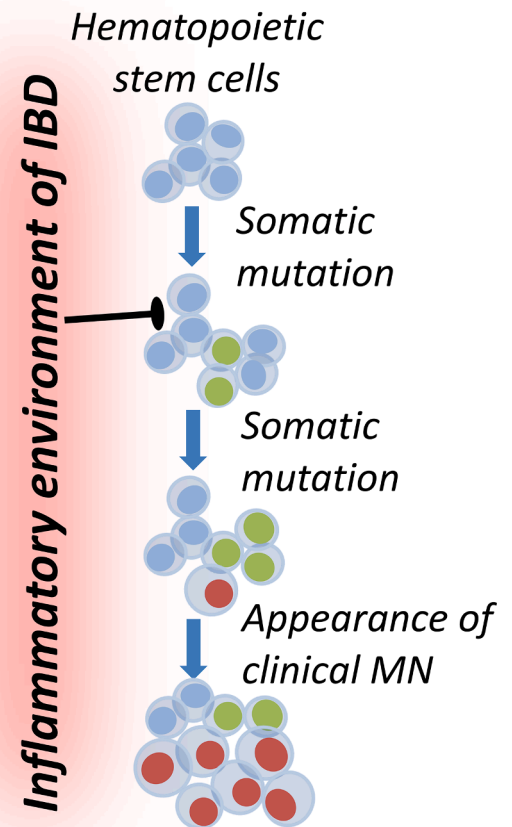 Hematopoietic
stem cells
Inflammatory environment of IBD
Somatic
mutation
Somatic
mutation
Appearance of
clinical MN